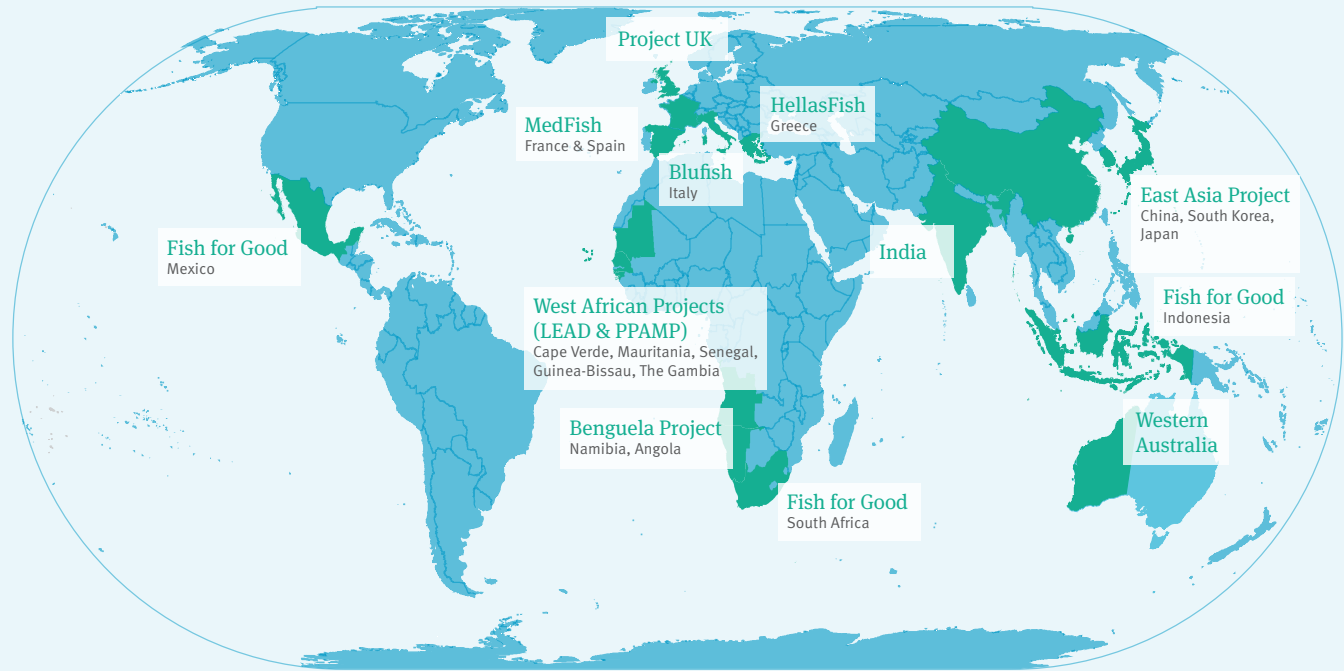 Project UK
HellasFish
Greece
MedFish
France & Spain
Blufish
Italy
East Asia Project
China, South Korea,
Japan
Fish for Good
Mexico
India
Fish for Good
Indonesia
West African Projects
(LEAD & PPAMP)
Cape Verde, Mauritania, Senegal,
Guinea-Bissau, The Gambia
Western
Australia
Benguela Project
Namibia, Angola
Fish for Good
South Africa